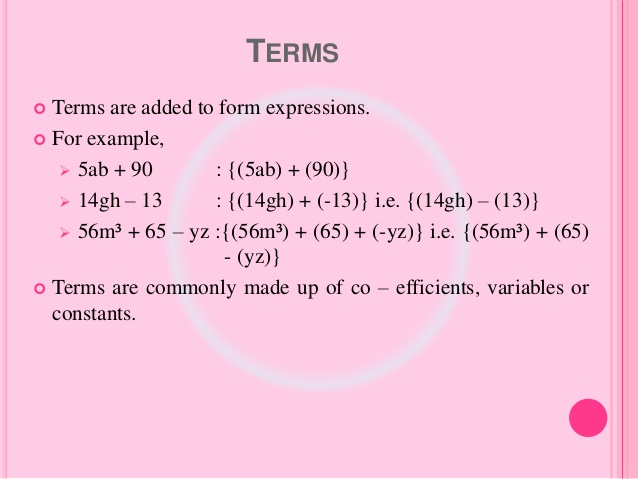 TERMS
Terms are added to form expressions.
For example,
5ab + 90 : {(5ab) + (90)}
14gh – 13 : {(14gh) + (-13)} i.e. {(14gh) – (13)}
56m³ + 65 – yz :{(56m³) + (65) + (-yz)} i.e. {(56m³) + (65)
- (yz)}
Terms are commonly made up of co – efficients, variables or
constants.